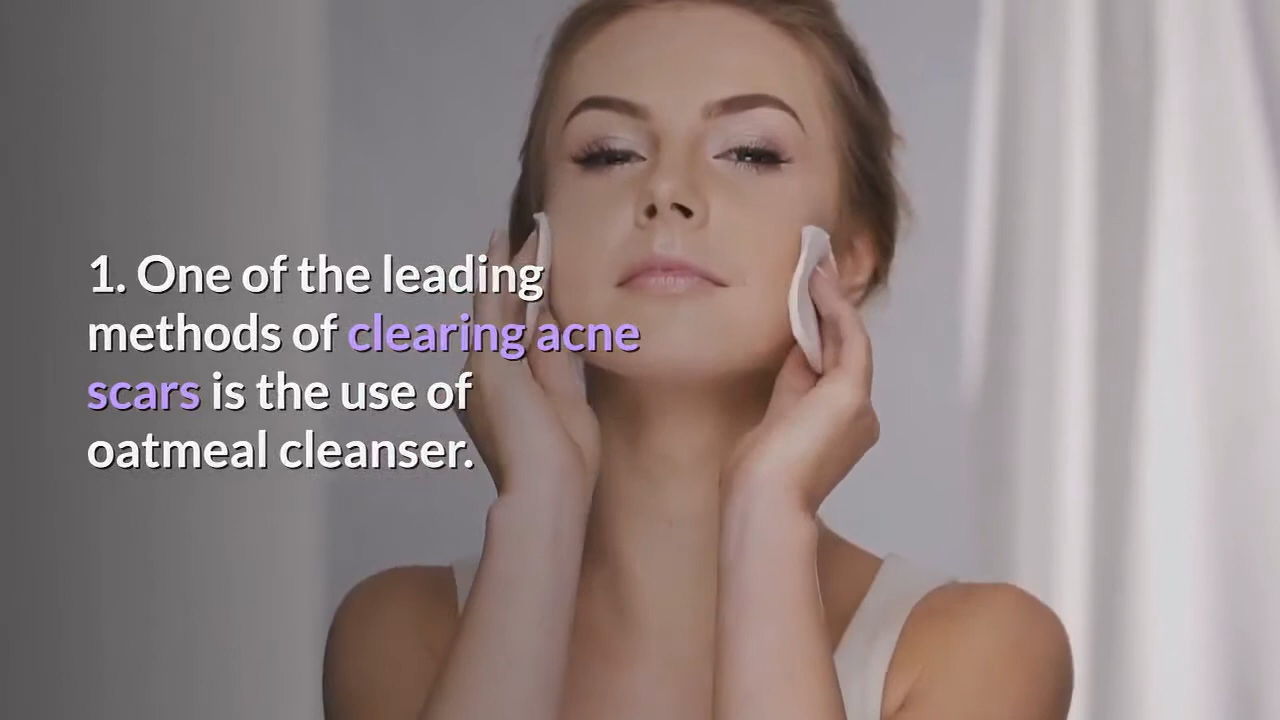 1. One of the leading
methods of clearing acne
scars is the use of
oatmeal cleanser.